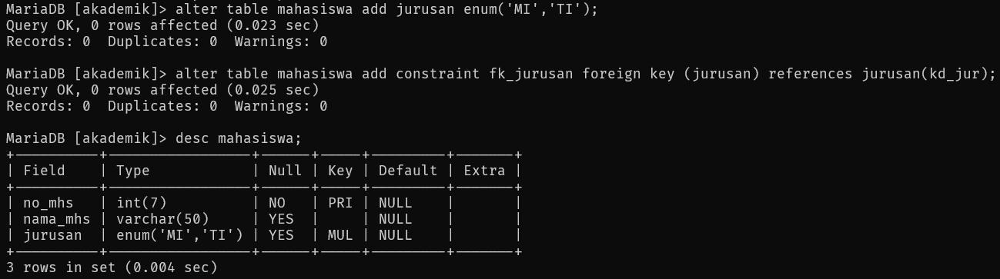 MariaDB [akademik]> alter table mahasiswa add jurusan enum('MI','TI');
Query OK, 0 rows affected (0.023 sec)
Records: 0  Duplicates: 0  Warnings: 0

MariaDB [akademik]> alter table mahasiswa add constraint fk_jurusan foreign key (jurusan) references jurusan(kd_jur);
Query OK, 0 rows affected (0.025 sec)
Records: 0  Duplicates: 0  Warnings: 0

MariaDB [akademik]> desc mahasiswa;
+----------+-----------------+------+-----+---------+-------+
| Field    | Type            | Null | Key | Default | Extra |
+----------+-----------------+------+-----+---------+-------+
| no_mhs   | int(7)          | NO   | PRI | NULL    |       |
| nama_mhs | varchar(50)     | YES  |     | NULL    |       |
| jurusan  | enum('MI','TI') | YES  | MUL | NULL    |       |
+----------+-----------------+------+-----+---------+-------+
3 rows in set (0.004 sec)